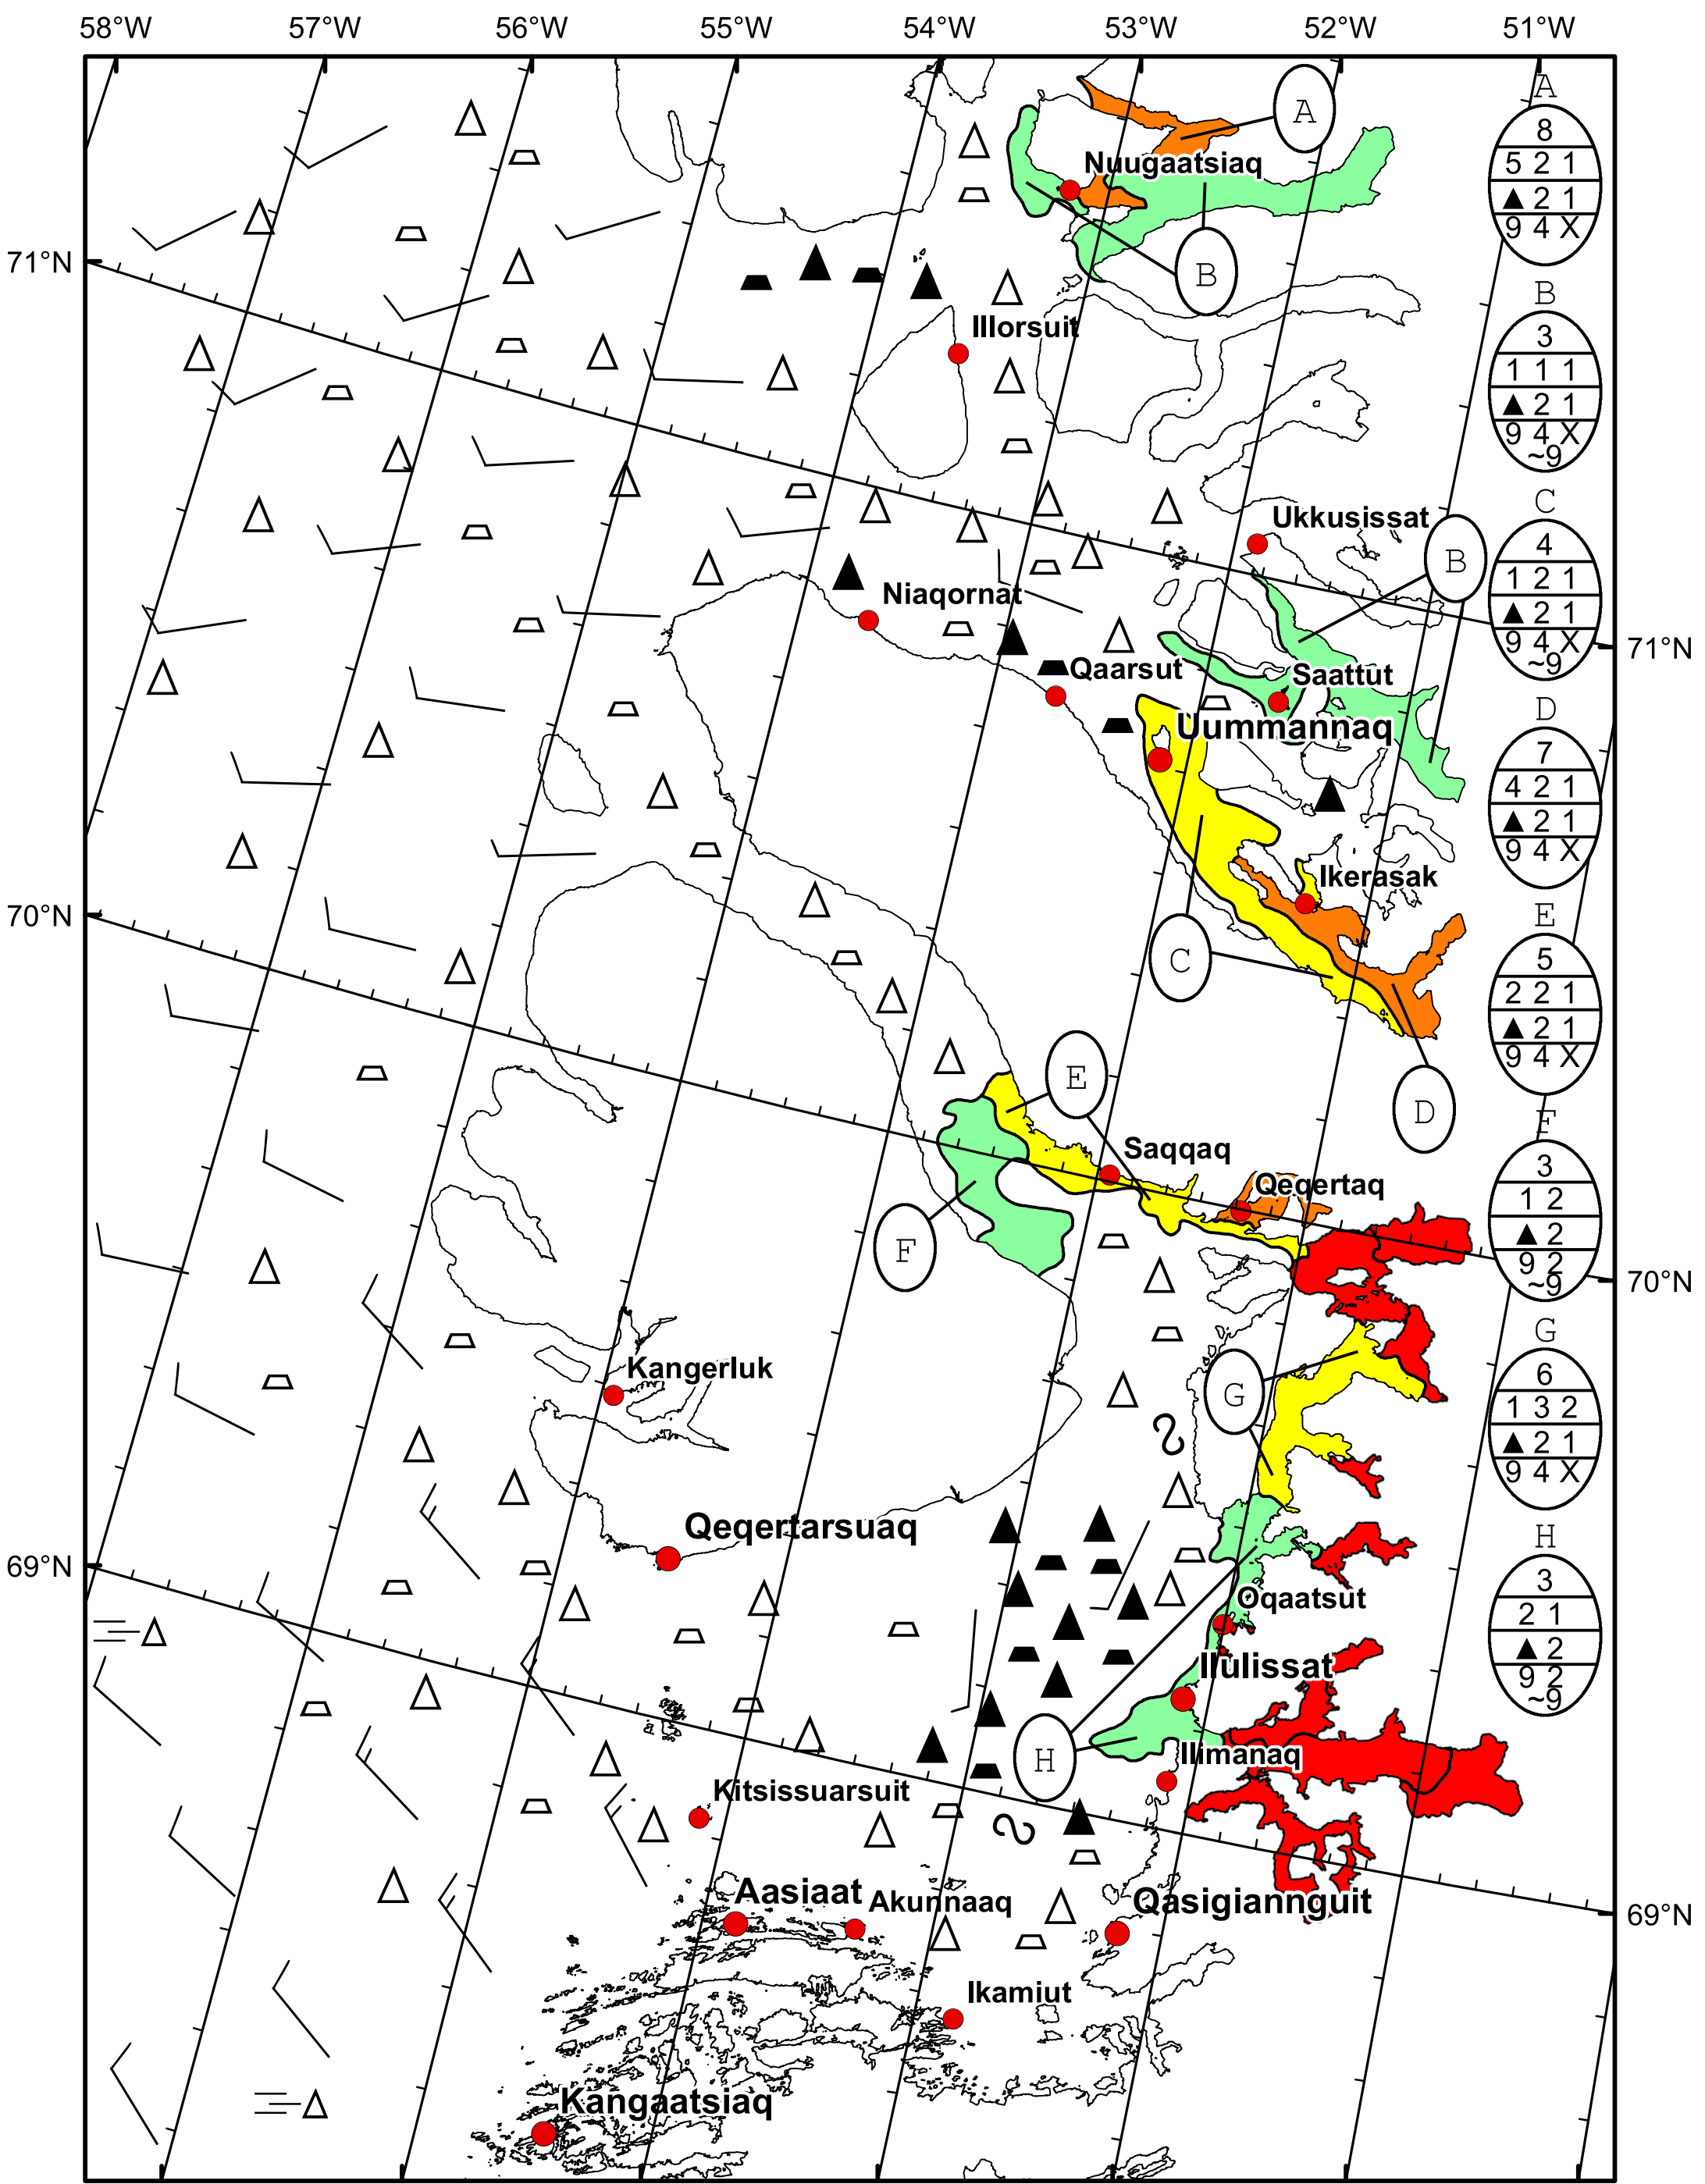 58°W 57°W 56°W 55°W 54°W 53°W 52°W 51°W
A
8
5 2 1
▲ 2 1
9 4 X
A
Nuugaatsiaq
71°N
B
B
3
1 1 1
▲ 2 1
9 4 X
~9
Illorsuit
C
4
1 2 1
▲ 2 1
9 4 X
~9
Ukkusissat
B
Niaqornat
71°N
Qaarsut
Saattut
Uummannaq
D
7
4 2 1
▲ 2 1
9 4 X
Ikerasak
70°N
C
E
5
2 2 1
▲ 2 1
9 4 X
E
D
F
3
1 2
▲ 2
9 2
~9
Saqqaq
Qeqertaq
F
70°N
G
6
1 3 2
▲ 2 1
9 4 X
Kangerluk
G
Qeqertarsuaq
69°N
H
3
2 1
▲ 2
9 2
~9
Oqaatsut
Ilulissat
H
Ilimanaq
Kitsissuarsuit
Aasiaat
Akunnaaq
Qasigiannguit
69°N
Ikamiut
Kangaatsiaq